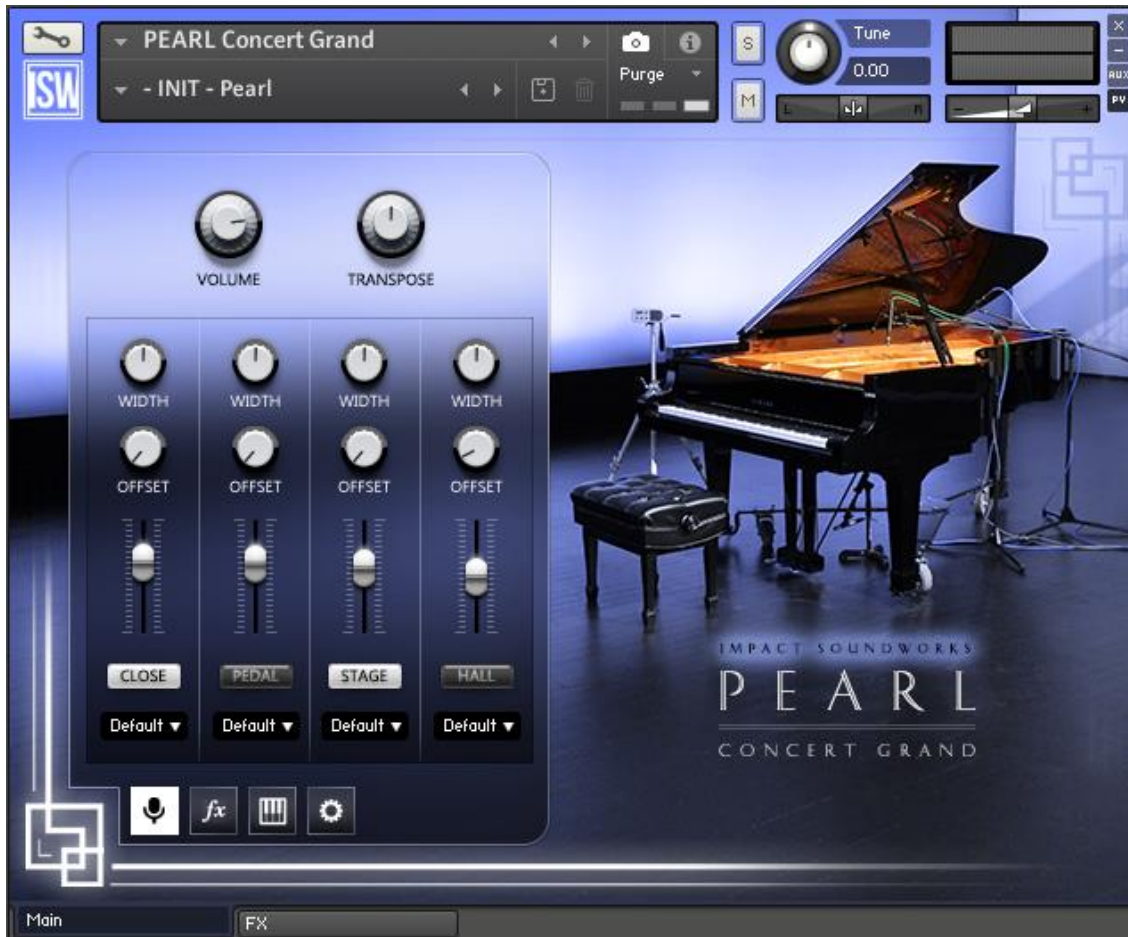 PEARL Concert Grand
- INIT - Pearl
ISW
Purge
S
M
Tune
0.00
L R
- +
×
-
AUX
PV
VOLUME TRANSPOSE
WIDTH WIDTH WIDTH WIDTH
OFFSET OFFSET OFFSET OFFSET
CLOSE PEDAL STAGE HALL
Default Default Default Default
fx
IMPACT SOUNDWORKS
PEARL
CONCERT GRAND
Main FX